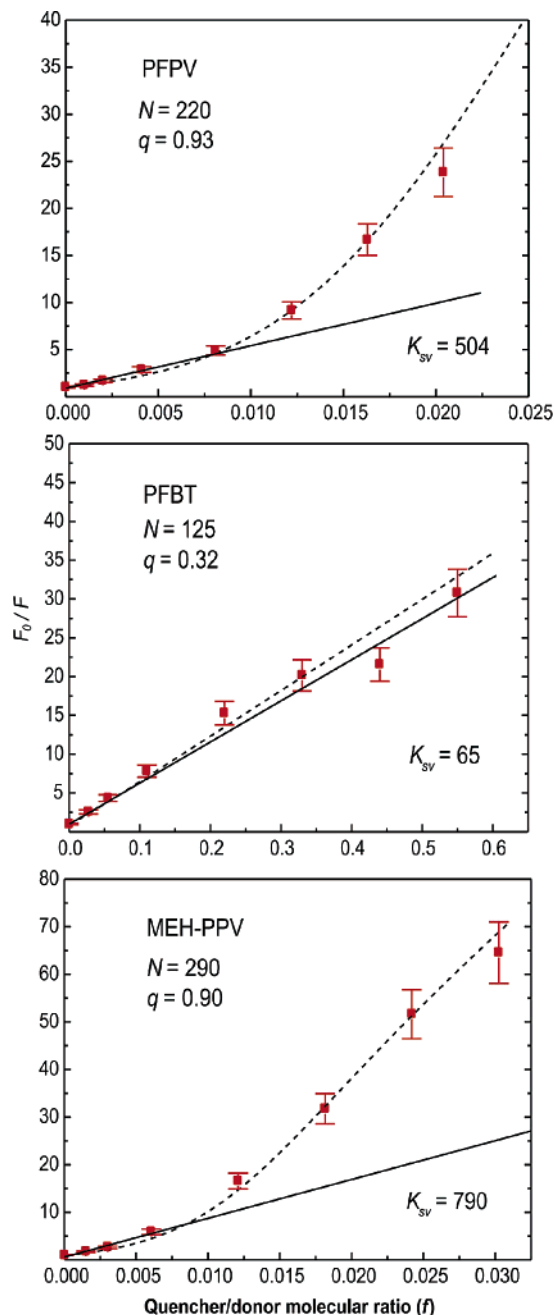 40
35
30
25
20
15
10
5
PFPV
N = 220
q = 0.93
K_sv = 504
0.000 0.005 0.010 0.015 0.020 0.025
50
45
40
35
30
25
20
15
10
5
F_0 / F
PFBT
N = 125
q = 0.32
K_sv = 65
0.0 0.1 0.2 0.3 0.4 0.5 0.6
80
70
60
50
40
30
20
10
MEH-PPV
N = 290
q = 0.90
K_sv = 790
0.000 0.005 0.010 0.015 0.020 0.025 0.030
Quencher/donor molecular ratio (f)